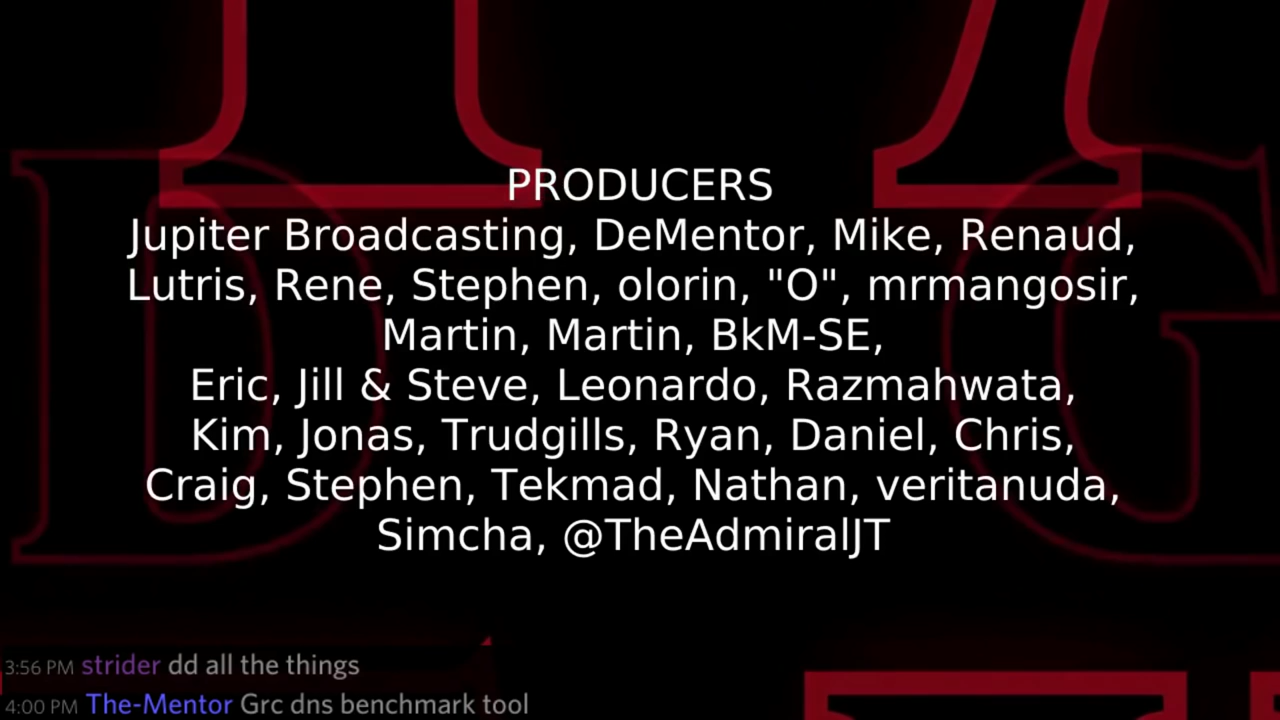 PRODUCERS
Jupiter Broadcasting, DeMentor, Mike, Renaud,
Lutris, Rene, Stephen, olorin, "O", mrmangosir,
Martin, Martin, BkM-SE,
Eric, Jill & Steve, Leonardo, Razmahwata,
Kim, Jonas, Trudgills, Ryan, Daniel, Chris,
Craig, Stephen, Tekmad, Nathan, veritanuda,
Simcha, @TheAdmiralJT
3:56 PM strider dd all the things
4:00 PM The-Mentor Grc dns benchmark tool